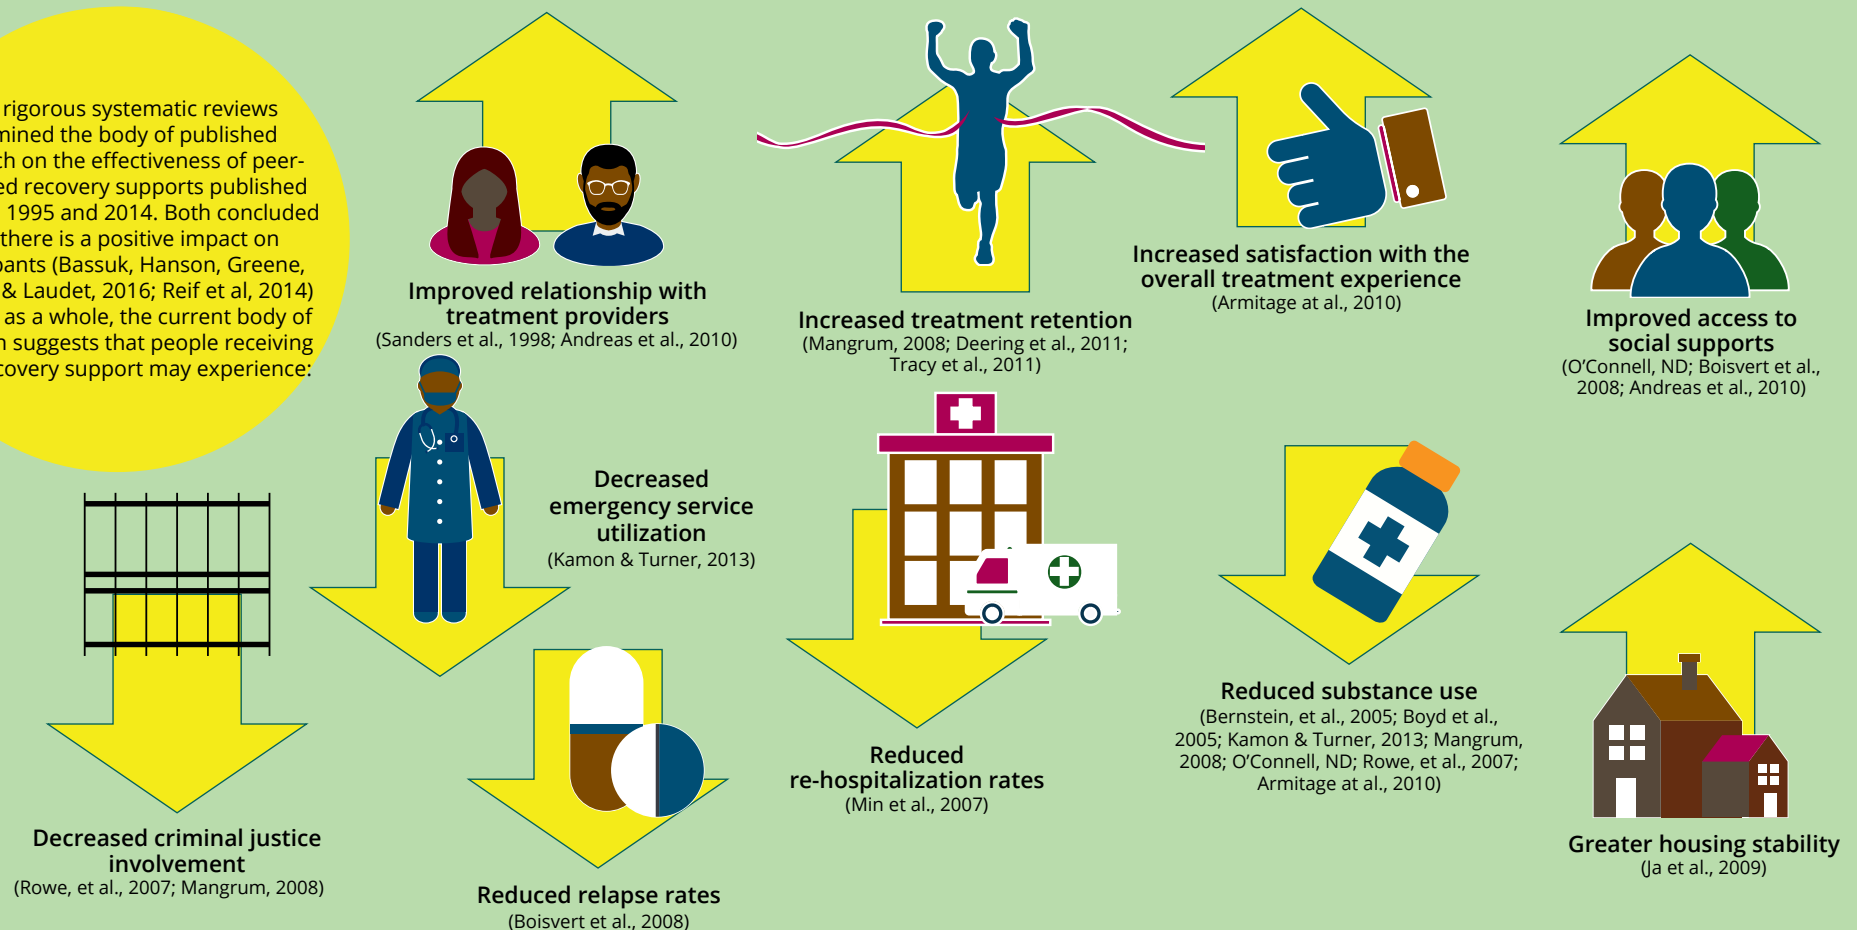 rigorous systematic reviews
mined the body of published
ch on the effectiveness of peer-
ed recovery supports published
1995 and 2014. Both concluded
there is a positive impact on
pants (Bassuk, Hanson, Greene,
& Laudet, 2016; Reif et al, 2014)
as a whole, the current body of
n suggests that people receiving
covery support may experience:
Improved relationship with
treatment providers
(Sanders et al., 1998; Andreas et al., 2010)
Increased treatment retention
(Mangrum, 2008; Deering et al., 2011;
Tracy et al., 2011)
Increased satisfaction with the
overall treatment experience
(Armitage at al., 2010)
Improved access to
social supports
(O’Connell, ND; Boisvert et al.,
2008; Andreas et al., 2010)
Decreased
emergency service
utilization
(Kamon & Turner, 2013)
Decreased criminal justice
involvement
(Rowe, et al., 2007; Mangrum, 2008)
Reduced relapse rates
(Boisvert et al., 2008)
Reduced
re-hospitalization rates
(Min et al., 2007)
Reduced substance use
(Bernstein, et al., 2005; Boyd et al.,
2005; Kamon & Turner, 2013; Mangrum,
2008; O’Connell, ND; Rowe, et al., 2007;
Armitage at al., 2010)
Greater housing stability
(Ja et al., 2009)